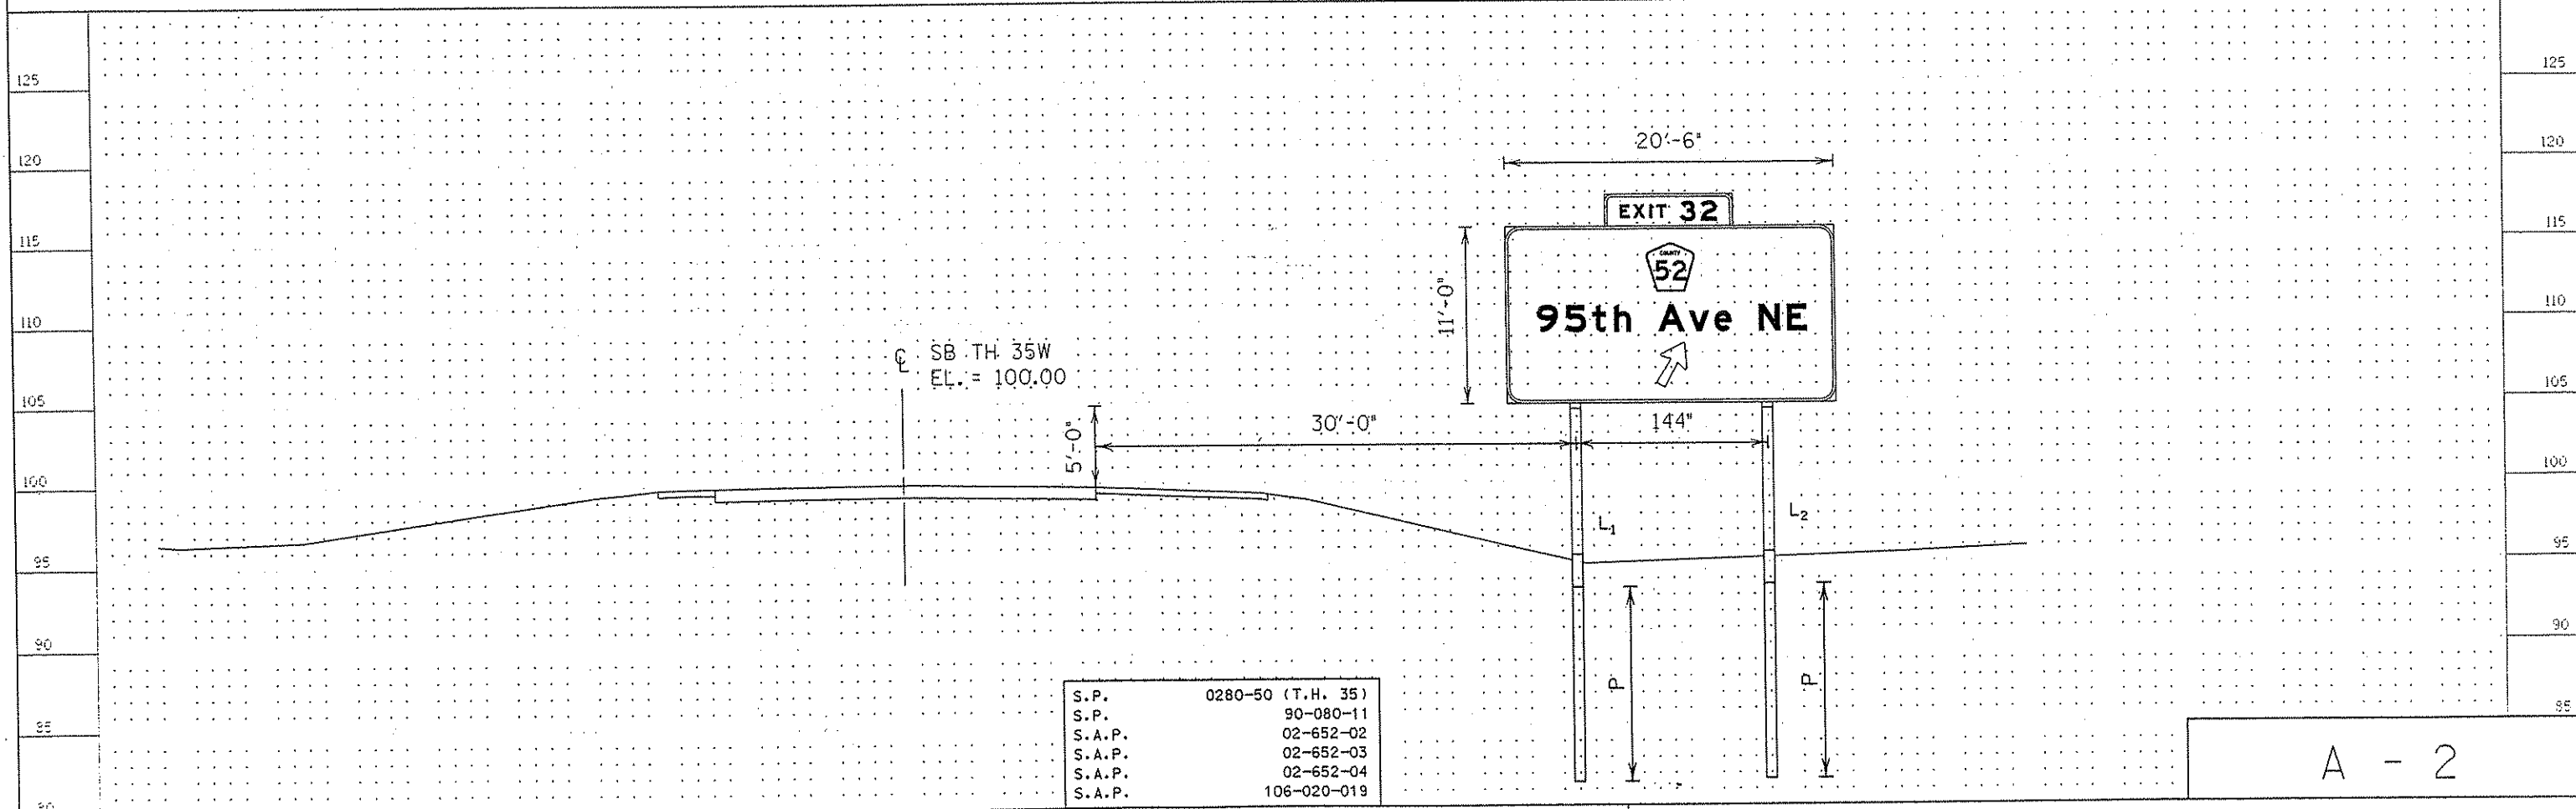 125
120
115
110
105
100
95
90
85
125
120
115
110
105
100
95
90
20'-6"
EXIT 32
COUNTY
52
95th Ave NE
11'-0"
℄ SB TH 35W
EL. = 100.00
5'-0"
30'-0"
144"
L₁
L₂
P
P
S.P. 0280-50 (T.H. 35)
S.P. 90-080-11
S.A.P. 02-652-02
S.A.P. 02-652-03
S.A.P. 02-652-04
S.A.P. 106-020-019
A - 2